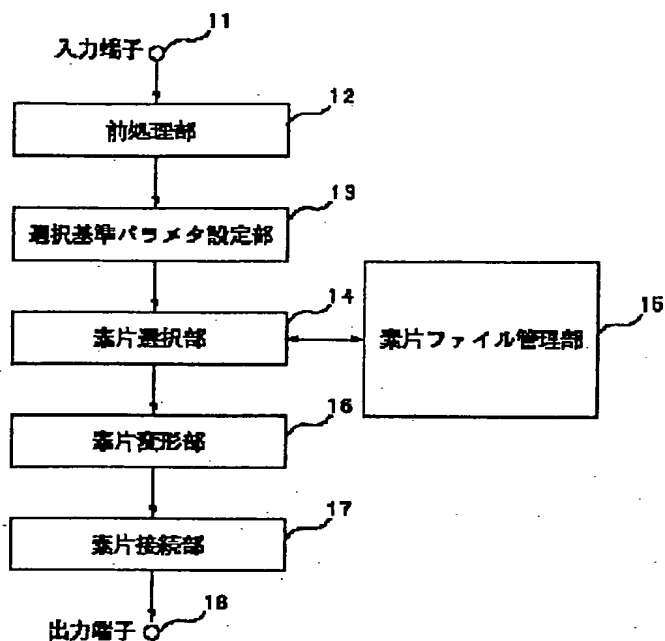 11
入力端子
12
前処理部
13
選択基準パラメタ設定部
14
素片選択部
15
素片ファイル管理部
16
素片変形部
17
素片接続部
出力端子
18